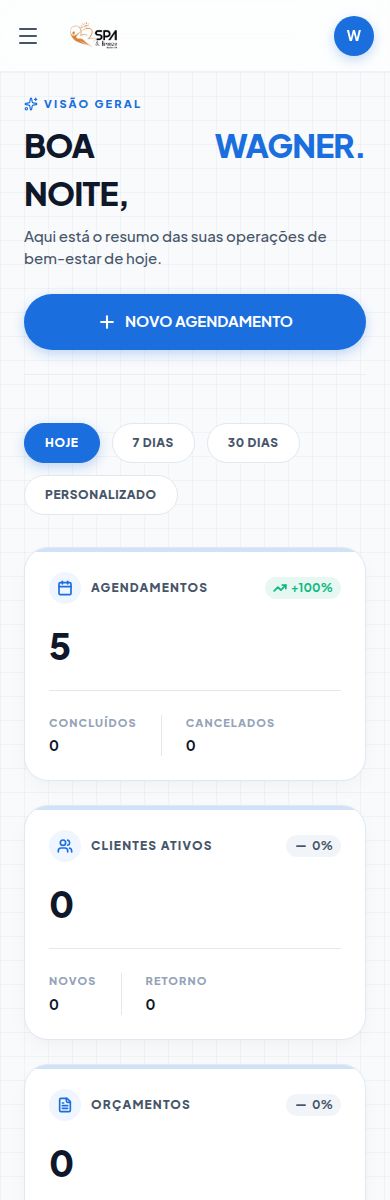 SPA
W
VISÃO GERAL
BOA NOITE, WAGNER.
Aqui está o resumo das suas operações de
bem-estar de hoje.
NOVO AGENDAMENTO
HOJE
7 DIAS
30 DIAS
PERSONALIZADO
AGENDAMENTOS
+100%
5
CONCLUÍDOS
CANCELADOS
0
0
CLIENTES ATIVOS
0%
0
NOVOS
RETORNO
0
0
ORÇAMENTOS
0%
0